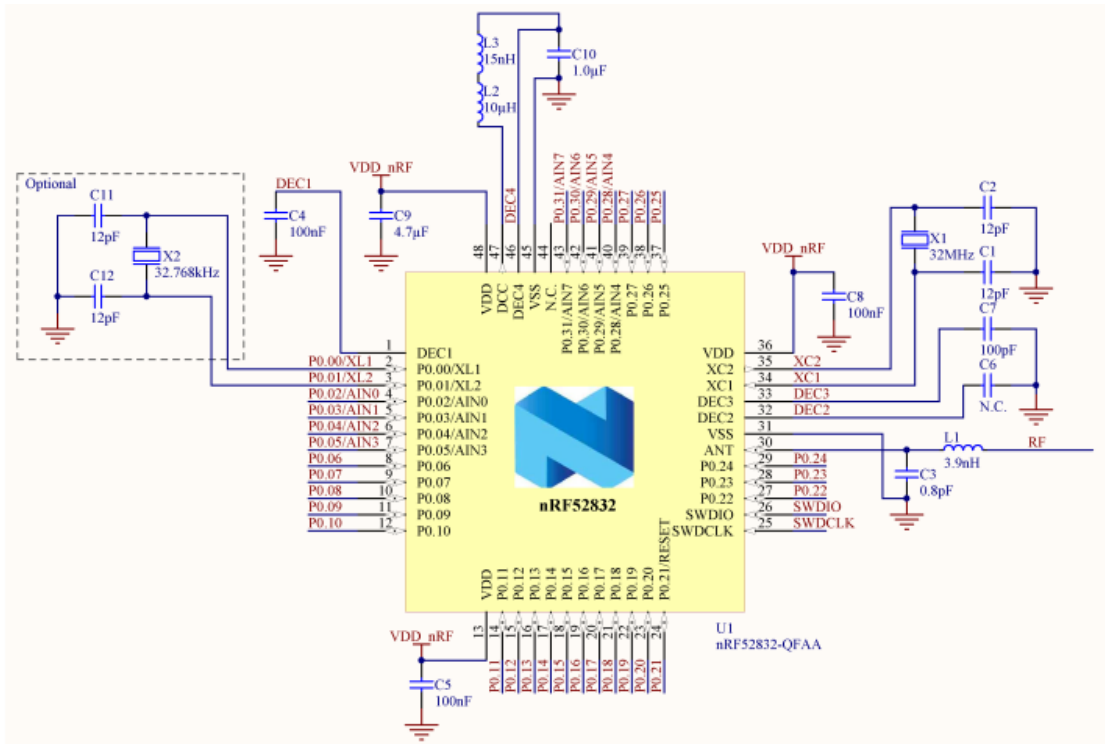 L3
15nH
L2
10µH
C10
1.0µF
Optional
C11
12pF
X2
32.768kHz
C12
12pF
DEC1
C4
100nF
VDD_nRF
C9
4.7µF
DEC4
P0.31/AIN7
P0.30/AIN6
P0.29/AIN5
P0.28/AIN4
P0.27
P0.26
P0.25
48
47
46
45
44
43
42
41
40
39
38
37
VDD
DCC
DEC4
VSS
N.C.
P0.31/AIN7
P0.30/AIN6
P0.29/AIN5
P0.28/AIN4
P0.27
P0.26
P0.25
VDD_nRF
C8
100nF
X1
32MHz
C2
12pF
C1
12pF
C7
100pF
C6
N.C.
P0.00/XL1
P0.01/XL2
P0.02/AIN0
P0.03/AIN1
P0.04/AIN2
P0.05/AIN3
P0.06
P0.07
P0.08
P0.09
P0.10
1
2
3
4
5
6
7
8
9
10
11
12
DEC1
P0.00/XL1
P0.01/XL2
P0.02/AIN0
P0.03/AIN1
P0.04/AIN2
P0.05/AIN3
P0.06
P0.07
P0.08
P0.09
P0.10
nRF52832
VDD
XC2
XC1
DEC3
DEC2
VSS
ANT
P0.24
P0.23
P0.22
SWDIO
SWDCLK
36
35
34
33
32
31
30
29
28
27
26
25
XC2
XC1
DEC3
DEC2
P0.24
P0.23
P0.22
SWDIO
SWDCLK
L1
3.9nH
RF
C3
0.8pF
VDD
P0.11
P0.12
P0.13
P0.14
P0.15
P0.16
P0.17
P0.18
P0.19
P0.20
P0.21/RESET
13
14
15
16
17
18
19
20
21
22
23
24
P0.11
P0.12
P0.13
P0.14
P0.15
P0.16
P0.17
P0.18
P0.19
P0.20
P0.21
VDD_nRF
C5
100nF
U1
nRF52832-QFAA